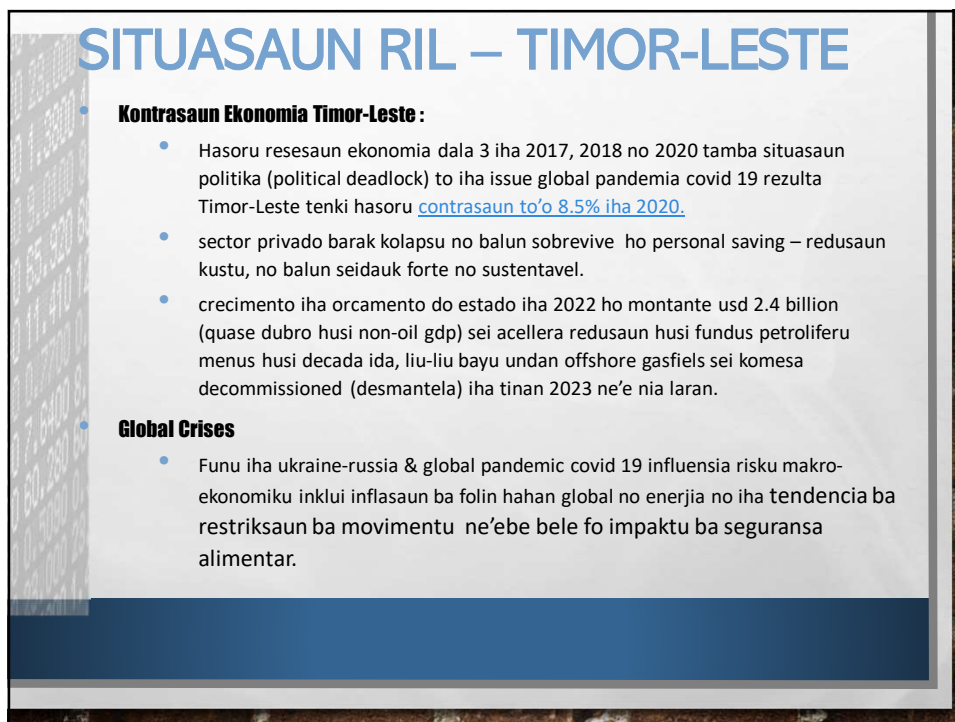 SITUASAUN RIL – TIMOR-LESTE
• Kontrasaun Ekonomia Timor-Leste :
• Hasoru resesaun ekonomia dala 3 iha 2017, 2018 no 2020 tamba situasaun
politika (political deadlock) to iha issue global pandemia covid 19 rezulta
Timor-Leste tenki hasoru contrasaun to’o 8.5% iha 2020.
• sector privado barak kolapsu no balun sobrevive ho personal saving – redusaun
kustu, no balun seidauk forte no sustentavel.
• crecimento iha orcamento do estado iha 2022 ho montante usd 2.4 billion
(quase dubro husi non-oil gdp) sei acellera redusaun husi fundus petroliferu
menus husi decada ida, liu-liu bayu undan offshore gasfiels sei komesa
decommissioned (desmantela) iha tinan 2023 ne’e nia laran.
• Global Crises
• Funu iha ukraine-russia & global pandemic covid 19 influensia risku makro-
ekonomiku inklui inflasaun ba folin hahan global no enerjia no iha tendencia ba
restriksaun ba movimentu ne’ebe bele fo impaktu ba seguransa
alimentar.